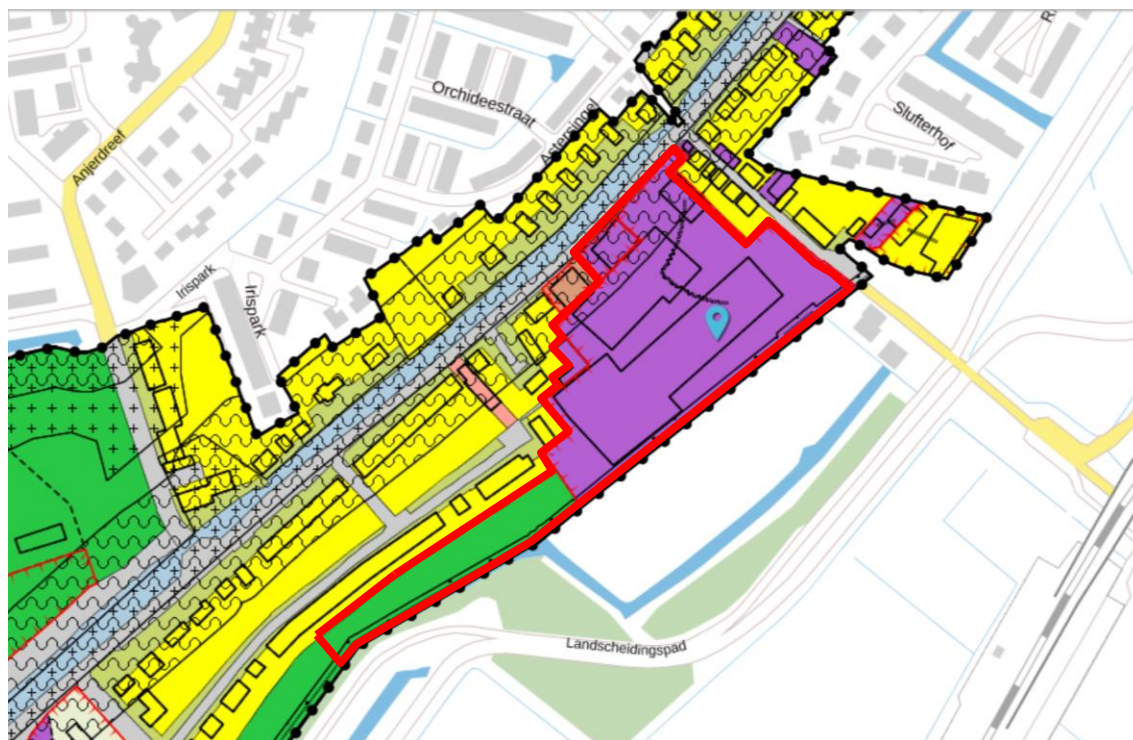 Orchideestraat
Astersingel
Anjerdreef
Slufterhof
Irispark
Irispark
Landscheidingspad